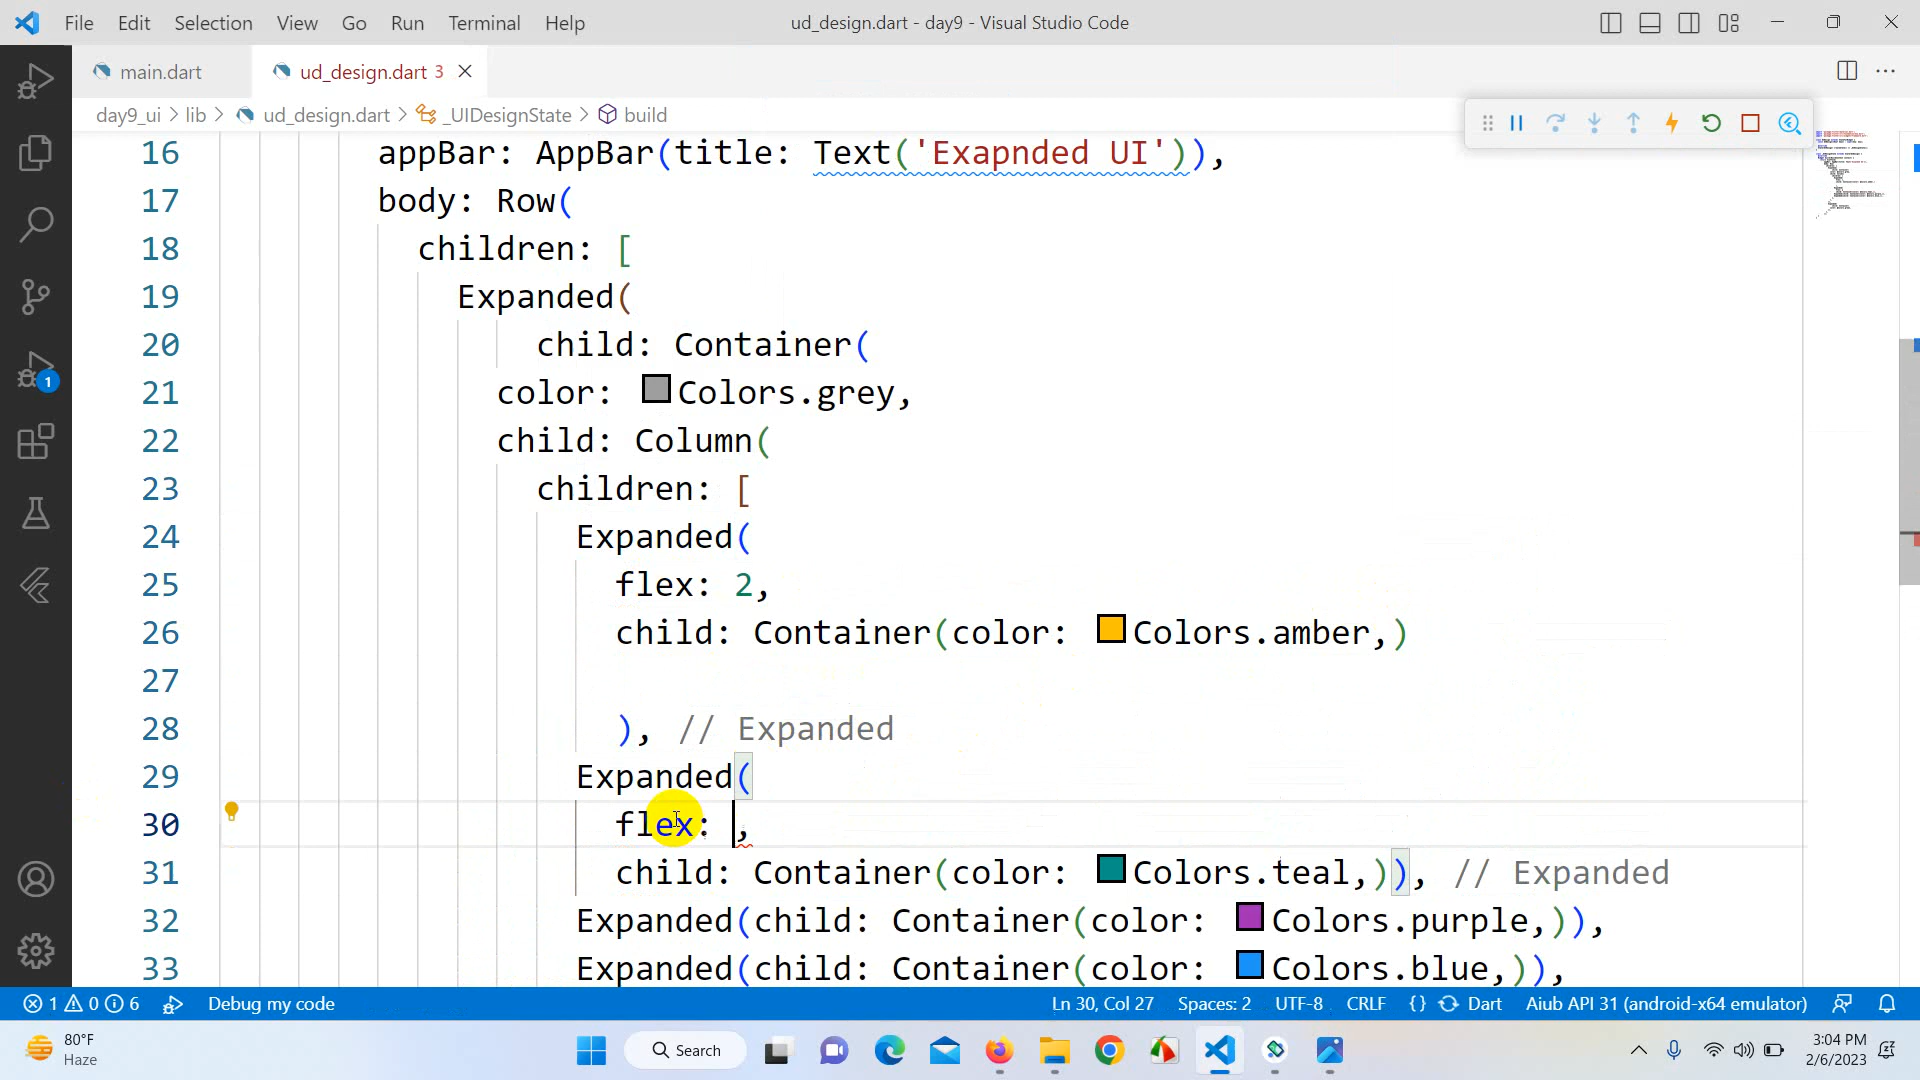 File Edit Selection View Go Run Terminal Help
ud_design.dart - day9 - Visual Studio Code
main.dart
ud_design.dart 3
day9_ui > lib > ud_design.dart > _UIDesignState > build
16 appBar: AppBar(title: Text('Exapnded UI')),
17 body: Row(
18 children: [
19 Expanded(
20 child: Container(
21 color: Colors.grey,
22 child: Column(
23 children: [
24 Expanded(
25 flex: 2,
26 child: Container(color: Colors.amber,)
27
28 ), // Expanded
29 Expanded(
30 flex: ,
31 child: Container(color: Colors.teal,)), // Expanded
32 Expanded(child: Container(color: Colors.purple,)),
33 Expanded(child: Container(color: Colors.blue,)),
1
1 0 6 Debug my code
Ln 30, Col 27 Spaces: 2 UTF-8 CRLF {} Dart Aiub API 31 (android-x64 emulator)
80°F
Haze
Search
3:04 PM
2/6/2023